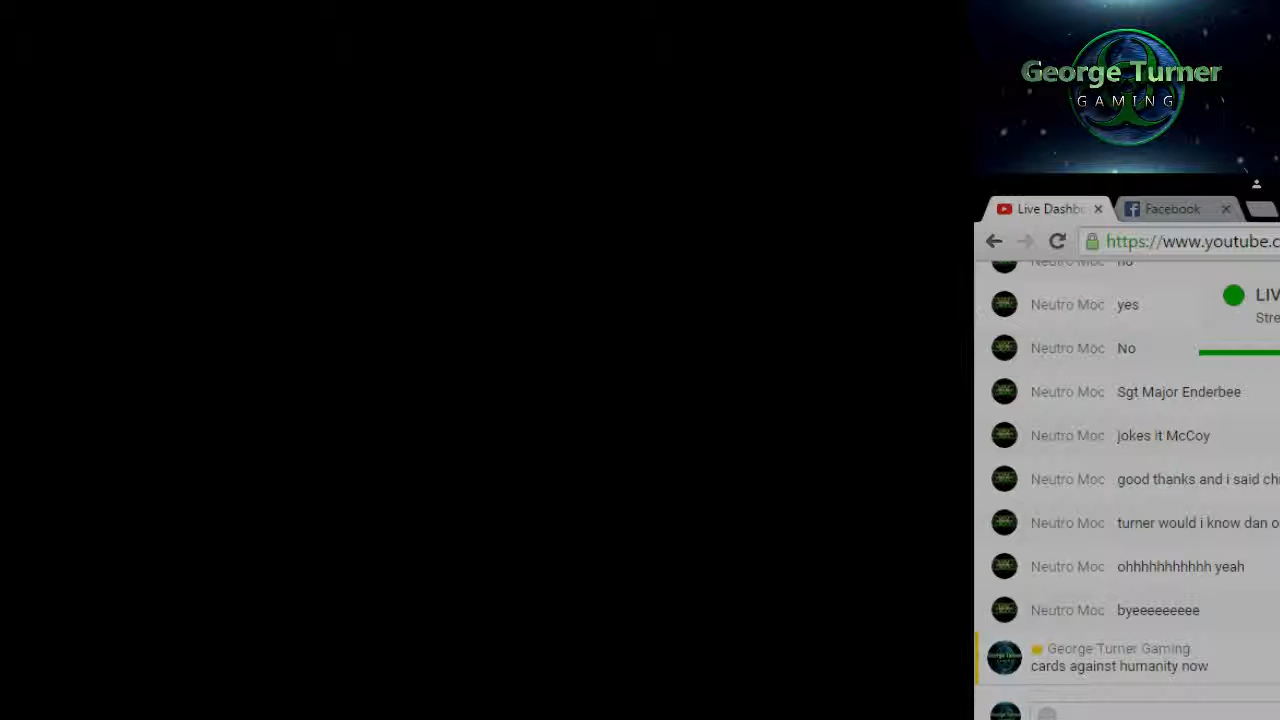 George Turner
GAMING
Live Dashb
Facebook
https://www.youtube.c
Neutro Moc no
LIV
Neutro Moc yes
Stre
Neutro Moc No
Neutro Moc Sgt Major Enderbee
Neutro Moc jokes it McCoy
Neutro Moc good thanks and i said ch
Neutro Moc turner would i know dan o
Neutro Moc ohhhhhhhhhhh yeah
Neutro Moc byeeeeeeeee
George Turner Gaming
cards against humanity now